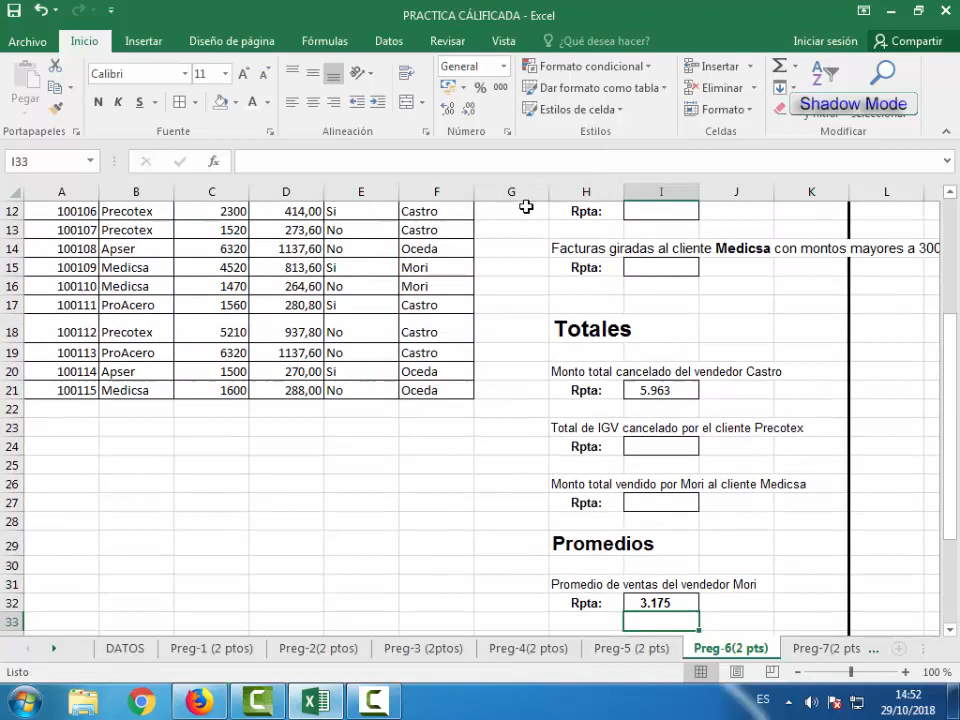 PRACTICA CÁLIFICADA - Excel
Archivo Inicio Insertar Diseño de página Fórmulas Datos Revisar Vista ¿Qué desea hacer? Iniciar sesión Compartir
Calibri 11 General Formato condicional Insertar
Pegar N K S A % 000 Dar formato como tabla Eliminar
Estilos de celda Formato Shadow Mode
Portapapeles Fuente Alineación Número Estilos Celdas Modificar
I33 fx
A B C D E F G H I J K L
12 100106 Precotex 2300 414,00 Si Castro Rpta:
13 100107 Precotex 1520 273,60 No Castro
14 100108 Apser 6320 1137,60 No Oceda Facturas giradas al cliente Medicsa con montos mayores a 300
15 100109 Medicsa 4520 813,60 Si Mori Rpta:
16 100110 Medicsa 1470 264,60 No Mori
17 100111 ProAcero 1560 280,80 Si Castro
18 100112 Precotex 5210 937,80 No Castro Totales
19 100113 ProAcero 6320 1137,60 No Castro
20 100114 Apser 1500 270,00 Si Oceda Monto total cancelado del vendedor Castro
21 100115 Medicsa 1600 288,00 No Oceda Rpta: 5.963
22
23 Total de IGV cancelado por el cliente Precotex
24 Rpta:
25
26 Monto total vendido por Mori al cliente Medicsa
27 Rpta:
28
29 Promedios
30
31 Promedio de ventas del vendedor Mori
32 Rpta: 3.175
33
DATOS Preg-1 (2 ptos) Preg-2(2 ptos) Preg-3 (2ptos) Preg-4(2 ptos) Preg-5 (2 pts) Preg-6(2 pts) Preg-7(2 pts ...
Listo 100 %
ES 14:52
29/10/2018